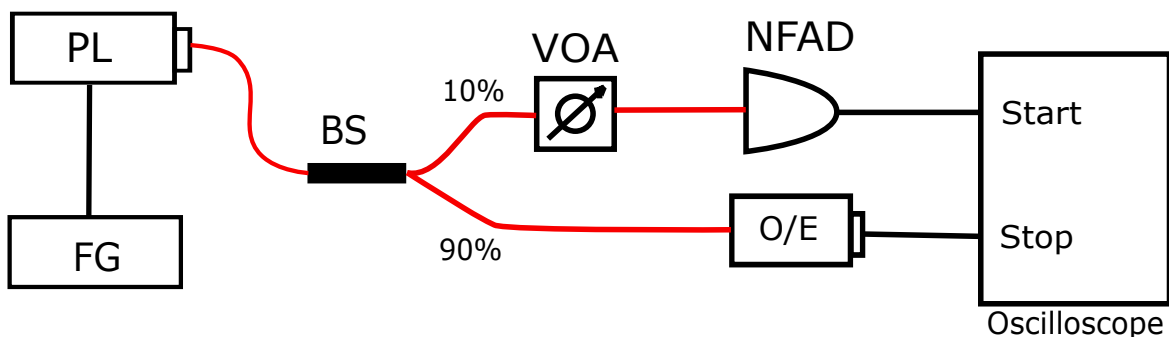 PL
FG
BS
10%
90%
VOA
NFAD
O/E
Start
Stop
Oscilloscope